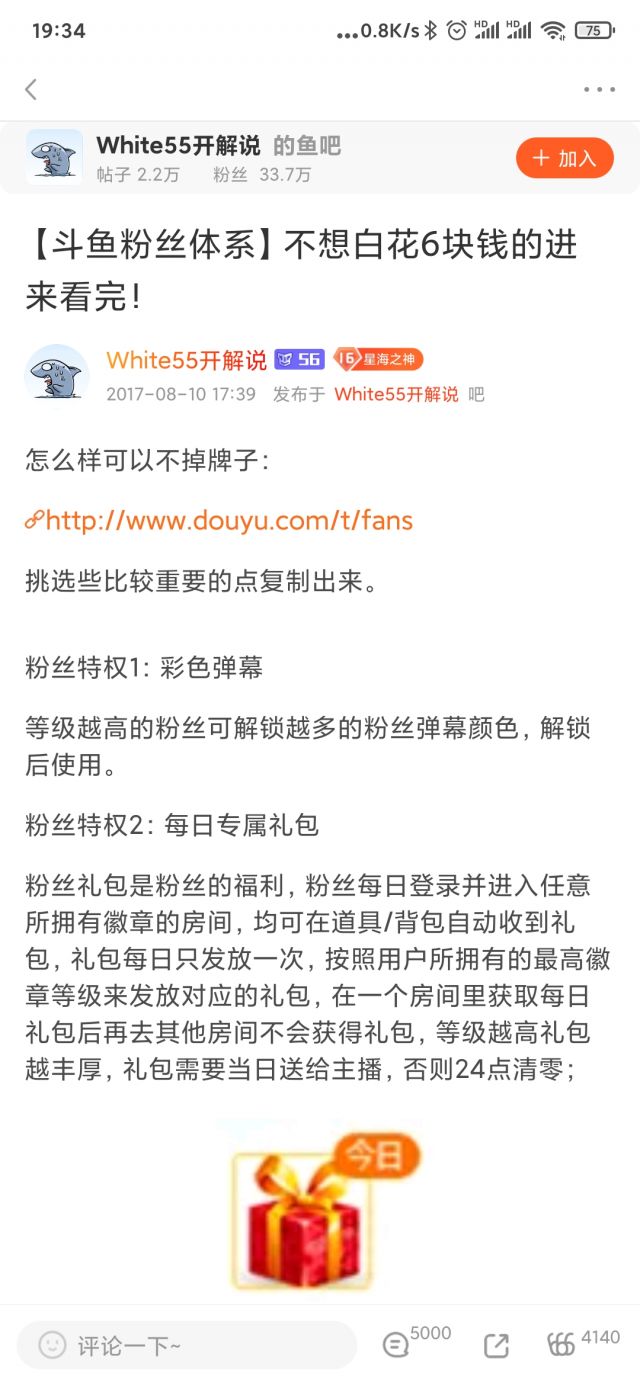 19:34
...0.8K/s HD HD 75
White55开解说 的鱼吧
帖子 2.2万 粉丝 33.7万
+ 加入
【斗鱼粉丝体系】不想白花6块钱的进
来看完！
White55开解说 56 16 星海之神
2017-08-10 17:39 发布于 White55开解说 吧
怎么样可以不掉牌子：
http://www.douyu.com/t/fans
挑选些比较重要的点复制出来。
粉丝特权1：彩色弹幕
等级越高的粉丝可解锁越多的粉丝弹幕颜色，解锁
后使用。
粉丝特权2：每日专属礼包
粉丝礼包是粉丝的福利，粉丝每日登录并进入任意
所拥有徽章的房间，均可在道具/背包自动收到礼
包，礼包每日只发放一次，按照用户所拥有的最高徽
章等级来发放对应的礼包，在一个房间里获取每日
礼包后再去其他房间不会获得礼包，等级越高礼包
越丰厚，礼包需要当日送给主播，否则24点清零；
今日
评论一下~
5000
666 4140